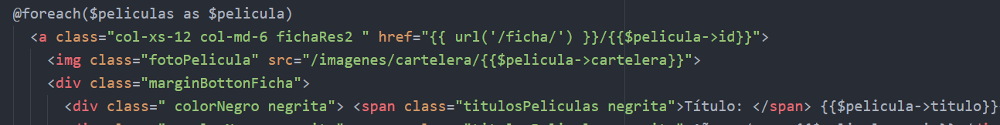 @foreach($peliculas as $pelicula)
<a class="col-xs-12 col-md-6 fichaRes2 " href="{{ url('/ficha/') }}/{{$pelicula->id}}">
<img class="fotoPelicula" src="/imagenes/cartelera/{{$pelicula->cartelera}}">
<div class="marginBottonFicha">
<div class=" colorNegro negrita"> <span class="titulosPeliculas negrita">Título: </span> {{$pelicula->titulo}}